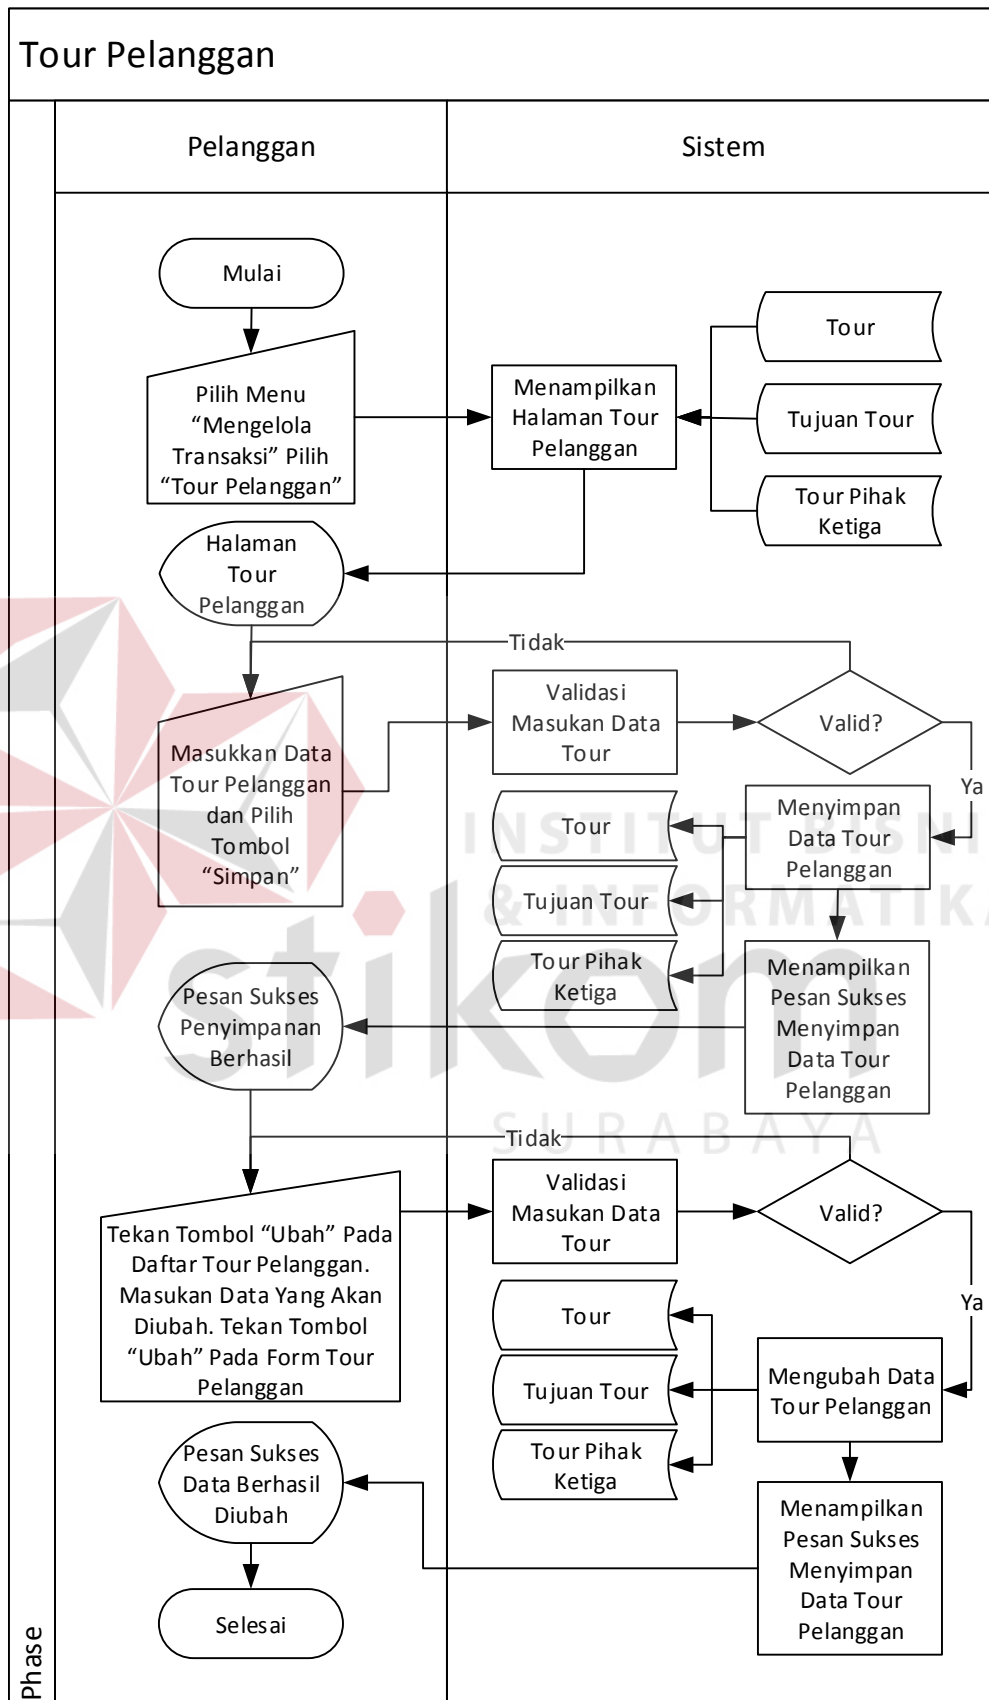 Tour Pelanggan
Pelanggan
Sistem
Mulai
Pilih Menu
“Mengelola
Transaksi” Pilih
“Tour Pelanggan”
Menampilkan
Halaman Tour
Pelanggan
Tour
Tujuan Tour
Tour Pihak
Ketiga
Halaman
Tour
Pelanggan
Tidak
Masukkan Data
Tour Pelanggan
dan Pilih
Tombol
“Simpan”
Validasi
Masukan Data
Tour
Valid?
Ya
Menyimpan
Data Tour
Pelanggan
Tour
Tujuan Tour
Tour Pihak
Ketiga
INSTITUT BISNI
& INFORMATIKA
stikom
SURABAYA
Menampilkan
Pesan Sukses
Menyimpan
Data Tour
Pelanggan
Pesan Sukses
Penyimpanan
Berhasil
Tidak
Tekan Tombol “Ubah” Pada
Daftar Tour Pelanggan.
Masukan Data Yang Akan
Diubah. Tekan Tombol
“Ubah” Pada Form Tour
Pelanggan
Validasi
Masukan Data
Tour
Valid?
Ya
Tour
Tujuan Tour
Tour Pihak
Ketiga
Mengubah Data
Tour Pelanggan
Menampilkan
Pesan Sukses
Menyimpan
Data Tour
Pelanggan
Pesan Sukses
Data Berhasil
Diubah
Selesai
Phase